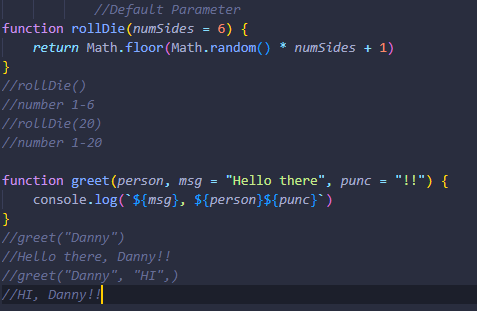 //Default Parameter
function rollDie(numSides = 6) {
return Math.floor(Math.random() * numSides + 1)
}
//rollDie()
//number 1-6
//rollDie(20)
//number 1-20
function greet(person, msg = "Hello there", punc = "!!") {
console.log(`${msg}, ${person}${punc}`)
}
//greet("Danny")
//Hello there, Danny!!
//greet("Danny", "HI",)
//HI, Danny!!